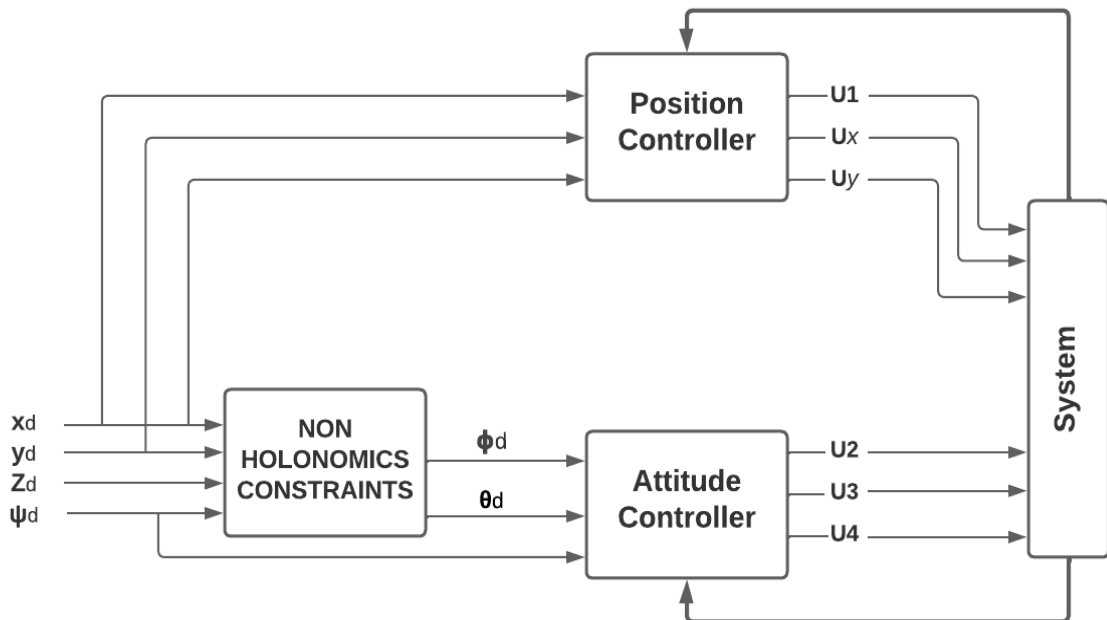 Position
Controller
U1
Ux
Uy
System
xd
yd
Zd
ψd
NON
HOLONOMICS
CONSTRAINTS
ϕd
θd
Attitude
Controller
U2
U3
U4